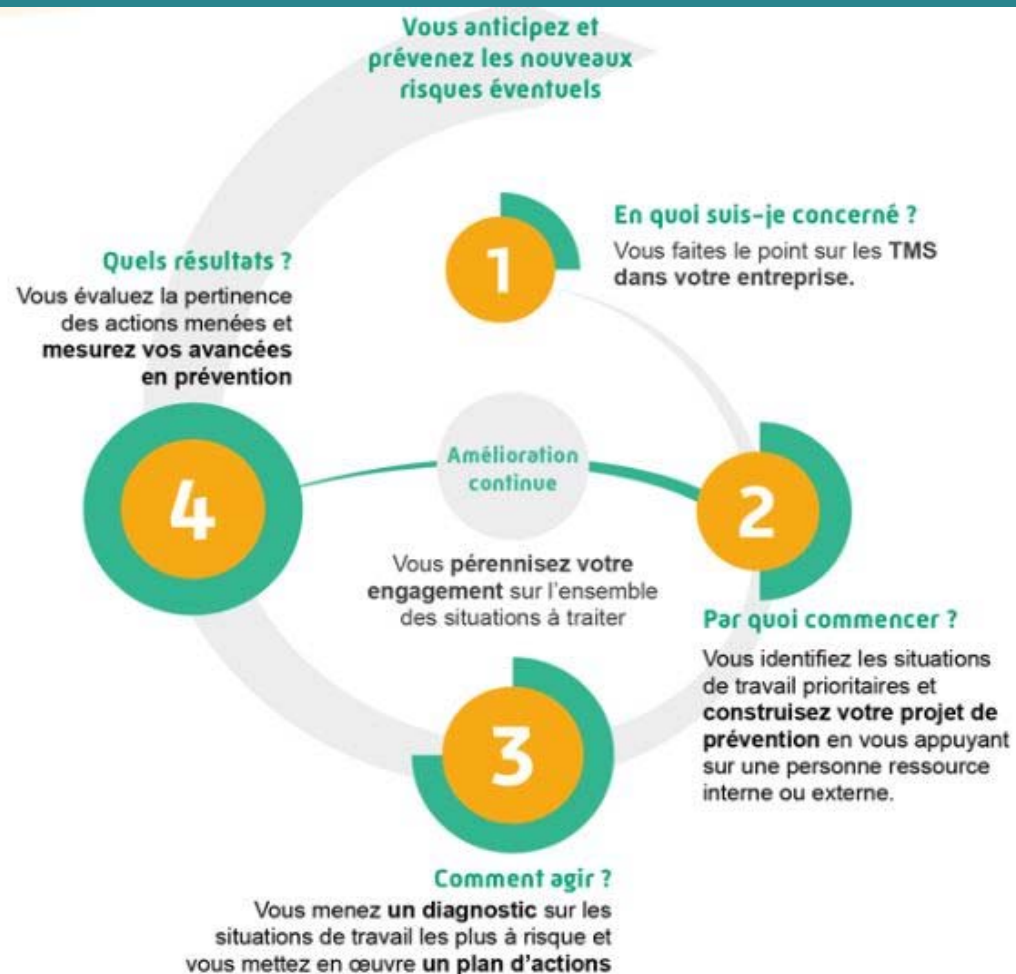 Vous anticipez et
prévenez les nouveaux
risques éventuels
1
En quoi suis-je concerné ?
Vous faites le point sur les TMS
dans votre entreprise.
2
Par quoi commencer ?
Vous identifiez les situations
de travail prioritaires et
construisez votre projet de
prévention en vous appuyant
sur une personne ressource
interne ou externe.
3
Comment agir ?
Vous menez un diagnostic sur les
situations de travail les plus à risque et
vous mettez en œuvre un plan d'actions
4
Quels résultats ?
Vous évaluez la pertinence
des actions menées et
mesurez vos avancées
en prévention
Amélioration
continue
Vous pérennisez votre
engagement sur l'ensemble
des situations à traiter